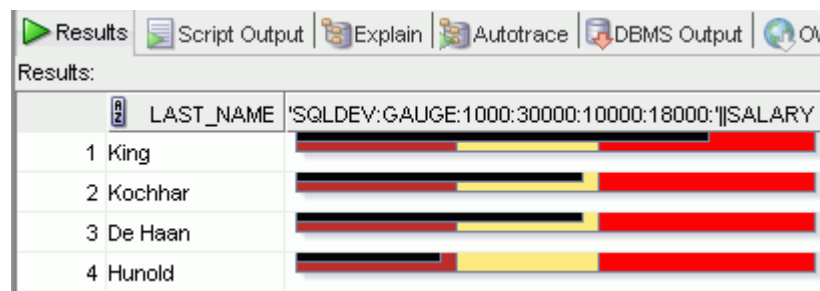 Results Script Output Explain Autotrace DBMS Output
Results:
LAST_NAME 'SQLDEV:GAUGE:1000:30000:10000:18000:'||SALARY
1 King
2 Kochhar
3 De Haan
4 Hunold